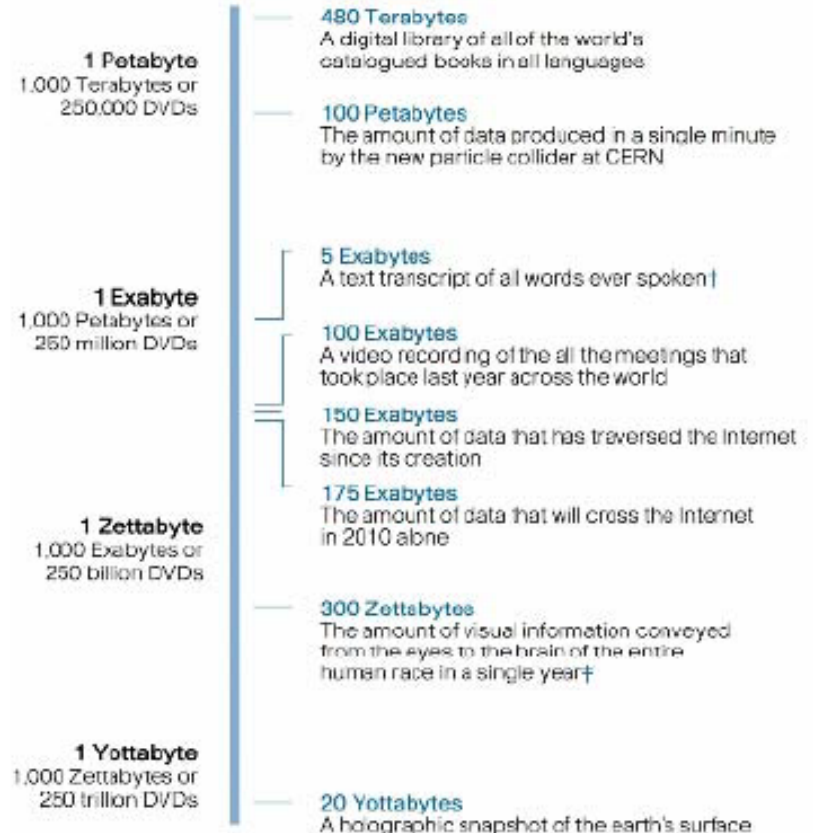 480 Terabytes
A digital library of all of the world's
catalogued books in all languages
1 Petabyte
1,000 Terabytes or
250,000 DVDs
100 Petabytes
The amount of data produced in a single minute
by the new particle collider at CERN
5 Exabytes
A text transcript of all words ever spoken†
1 Exabyte
1,000 Petabytes or
250 million DVDs
100 Exabytes
A video recording of the all the meetings that
took place last year across the world
150 Exabytes
The amount of data that has traversed the Internet
since its creation
175 Exabytes
The amount of data that will cross the Internet
in 2010 alone
1 Zettabyte
1,000 Exabytes or
250 billion DVDs
300 Zettabytes
The amount of visual information conveyed
from the eyes to the brain of the entire
human race in a single year‡
1 Yottabyte
1,000 Zettabytes or
250 trillion DVDs
20 Yottabytes
A holographic snapshot of the earth's surface